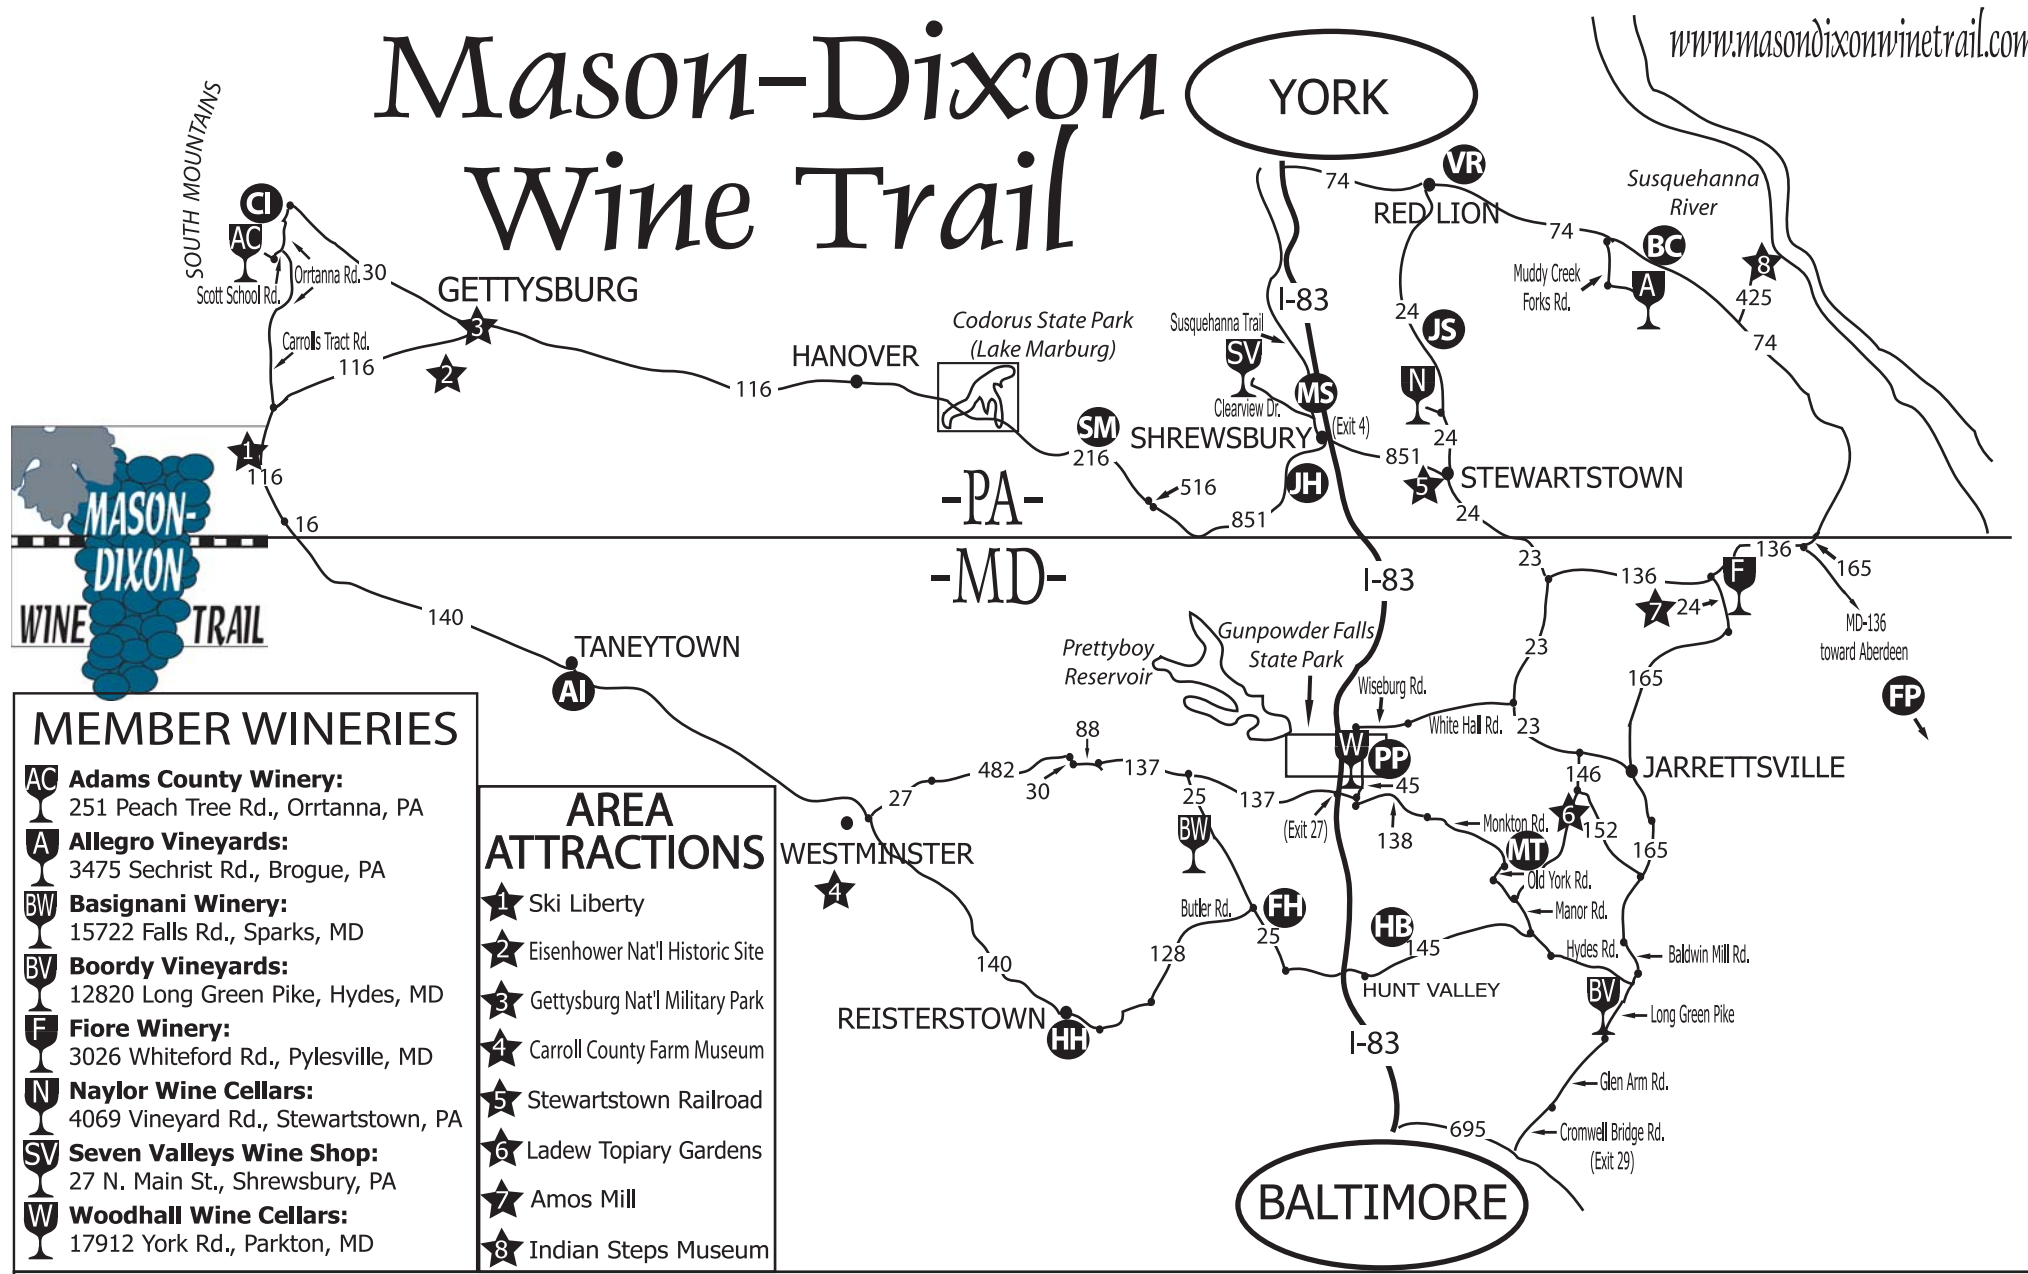 Mason-Dixon
Wine Trail
www.masondixonwinetrail.com
YORK
SOUTH MOUNTAINS
CI
AC
Orrtanna Rd.
30
Scott School Rd.
GETTYSBURG
3
Carrolls Tract Rd.
116
2
116
HANOVER
Codorus State Park
(Lake Marburg)
1
116
16
SM
216
516
851
-PA-
-MD-
74
VR
RED LION
74
Susquehanna
River
BC
8
Muddy Creek
Forks Rd.
A
425
74
I-83
24
JS
Susquehanna Trail
SV
MS
N
Clearview Dr.
(Exit 4)
SHREWSBURY
24
851
JH
5
STEWARTSTOWN
24
MASON-
DIXON
WINE TRAIL
140
TANEYTOWN
AI
I-83
23
136
136
F
165
7
24
MD-136
toward Aberdeen
FP
Prettyboy
Reservoir
Gunpowder Falls
State Park
23
165
Wiseburg Rd.
White Hall Rd.
23
W
PP
45
146
JARRETTSVILLE
88
482
30
137
27
25
137
(Exit 27)
138
Monkton Rd.
6
152
165
MT
BW
WESTMINSTER
4
Old York Rd.
Manor Rd.
Butler Rd.
FH
25
HB
145
Hydes Rd.
Baldwin Mill Rd.
128
140
HUNT VALLEY
BV
Long Green Pike
REISTERSTOWN
HH
I-83
Glen Arm Rd.
695
Cromwell Bridge Rd.
(Exit 29)
BALTIMORE
MEMBER WINERIES
AC Adams County Winery:
251 Peach Tree Rd., Orrtanna, PA
A Allegro Vineyards:
3475 Sechrist Rd., Brogue, PA
BW Basignani Winery:
15722 Falls Rd., Sparks, MD
BV Boordy Vineyards:
12820 Long Green Pike, Hydes, MD
F Fiore Winery:
3026 Whiteford Rd., Pylesville, MD
N Naylor Wine Cellars:
4069 Vineyard Rd., Stewartstown, PA
SV Seven Valleys Wine Shop:
27 N. Main St., Shrewsbury, PA
W Woodhall Wine Cellars:
17912 York Rd., Parkton, MD
AREA
ATTRACTIONS
1 Ski Liberty
2 Eisenhower Nat'l Historic Site
3 Gettysburg Nat'l Military Park
4 Carroll County Farm Museum
5 Stewartstown Railroad
6 Ladew Topiary Gardens
7 Amos Mill
8 Indian Steps Museum